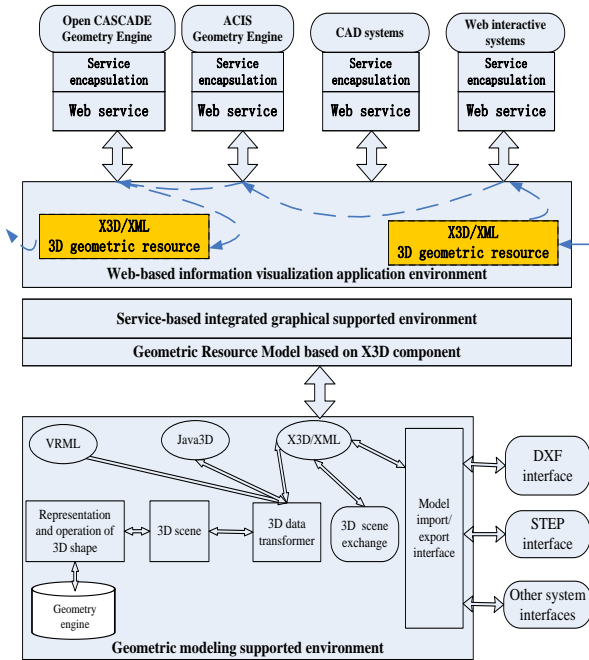 Open CASCADE
Geometry Engine
Service
encapsulation
Web service
ACIS
Geometry Engine
Service
encapsulation
Web service
CAD systems
Service
encapsulation
Web service
Web interactive
systems
Service
encapsulation
Web service
X3D/XML
3D geometric resource
X3D/XML
3D geometric resource
Web-based information visualization application environment
Service-based integrated graphical supported environment
Geometric Resource Model based on X3D component
VRML
Java3D
X3D/XML
Representation
and operation of
3D shape
3D scene
3D data
transformer
3D scene
exchange
Model
import/
export
interface
DXF
interface
STEP
interface
Other system
interfaces
Geometry
engine
Geometric modeling supported environment